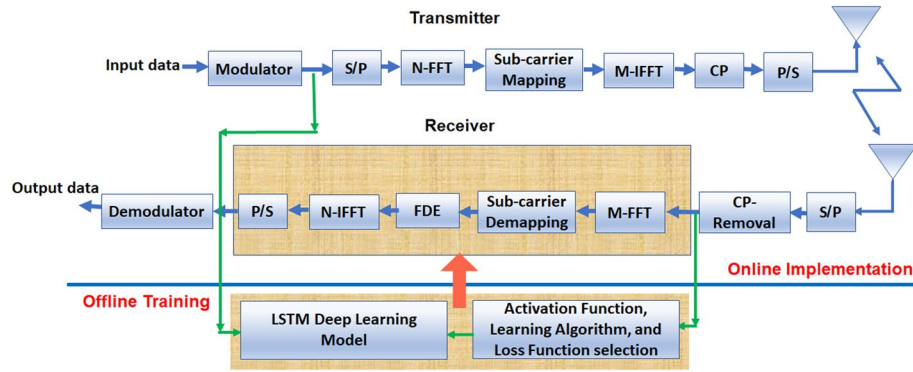 Transmitter
Input data
Modulator
S/P
N-FFT
Sub-carrier
Mapping
M-IFFT
CP
P/S
Receiver
Output data
Demodulator
P/S
N-IFFT
FDE
Sub-carrier
Demapping
M-FFT
CP-
Removal
S/P
Online Implementation
Offline Training
LSTM Deep Learning
Model
Activation Function,
Learning Algorithm, and
Loss Function selection